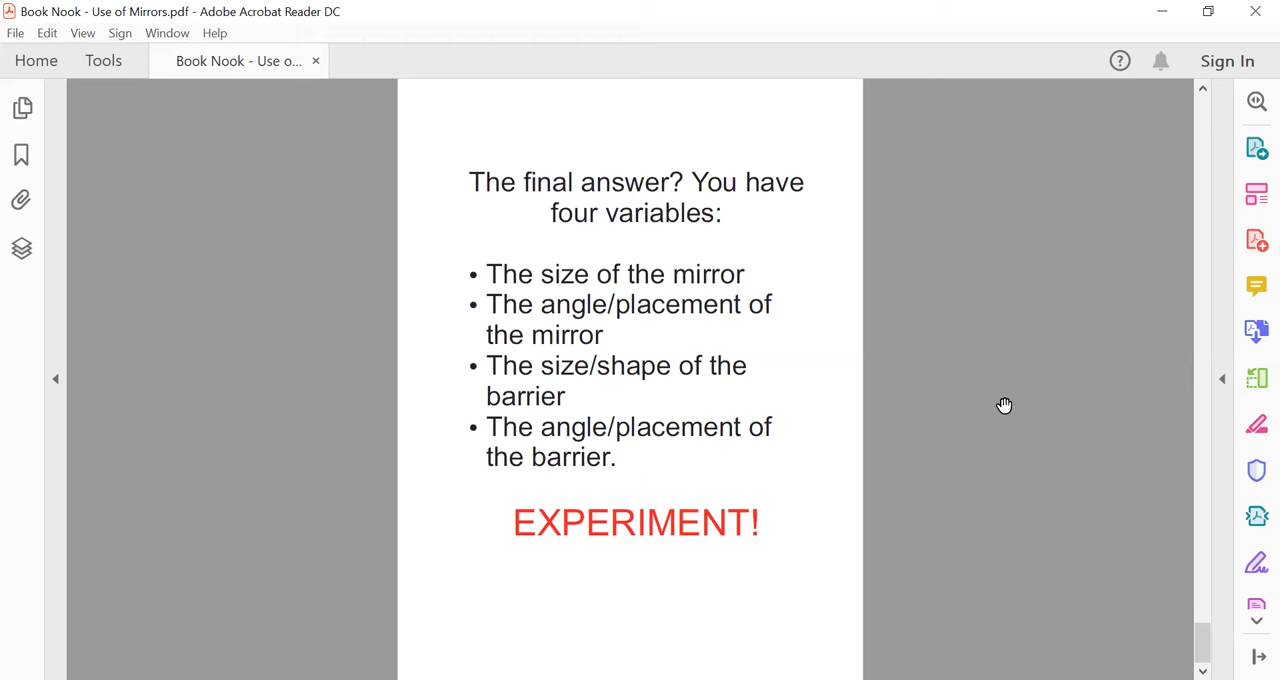 Book Nook - Use of Mirrors.pdf - Adobe Acrobat Reader DC
File Edit View Sign Window Help
Home Tools Book Nook - Use o... × ? Sign In
The final answer? You have
four variables:
• The size of the mirror
• The angle/placement of
the mirror
• The size/shape of the
barrier
• The angle/placement of
the barrier.
EXPERIMENT!